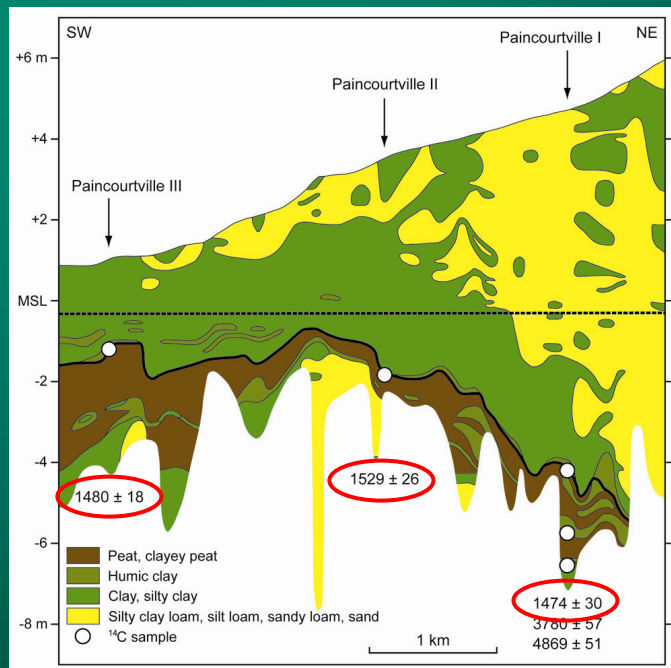 SW
NE
Paincourtville I
+6 m
Paincourtville II
+4
Paincourtville III
+2
MSL
-2
-4
1480 ± 18
1529 ± 26
-6
Peat, clayey peat
Humic clay
Clay, silty clay
Silty clay loam, silt loam, sandy loam, sand
¹⁴C sample
-8 m
1 km
1474 ± 30
3780 ± 57
4869 ± 51